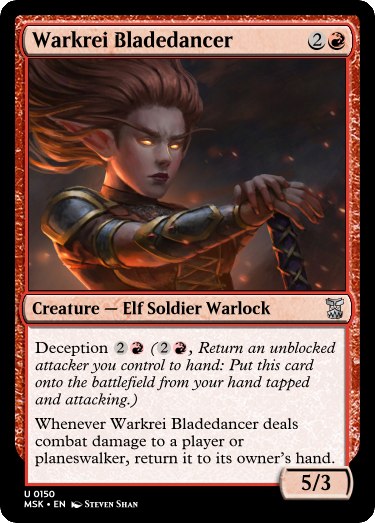 Warkrei Bladedancer 2
Creature — Elf Soldier Warlock
Deception 2 (2, Return an unblocked
attacker you control to hand: Put this card
onto the battlefield from your hand tapped
and attacking.)
Whenever Warkrei Bladedancer deals
combat damage to a player or
planeswalker, return it to its owner's hand.
5/3
U 0150
MSK • EN Steven Shan